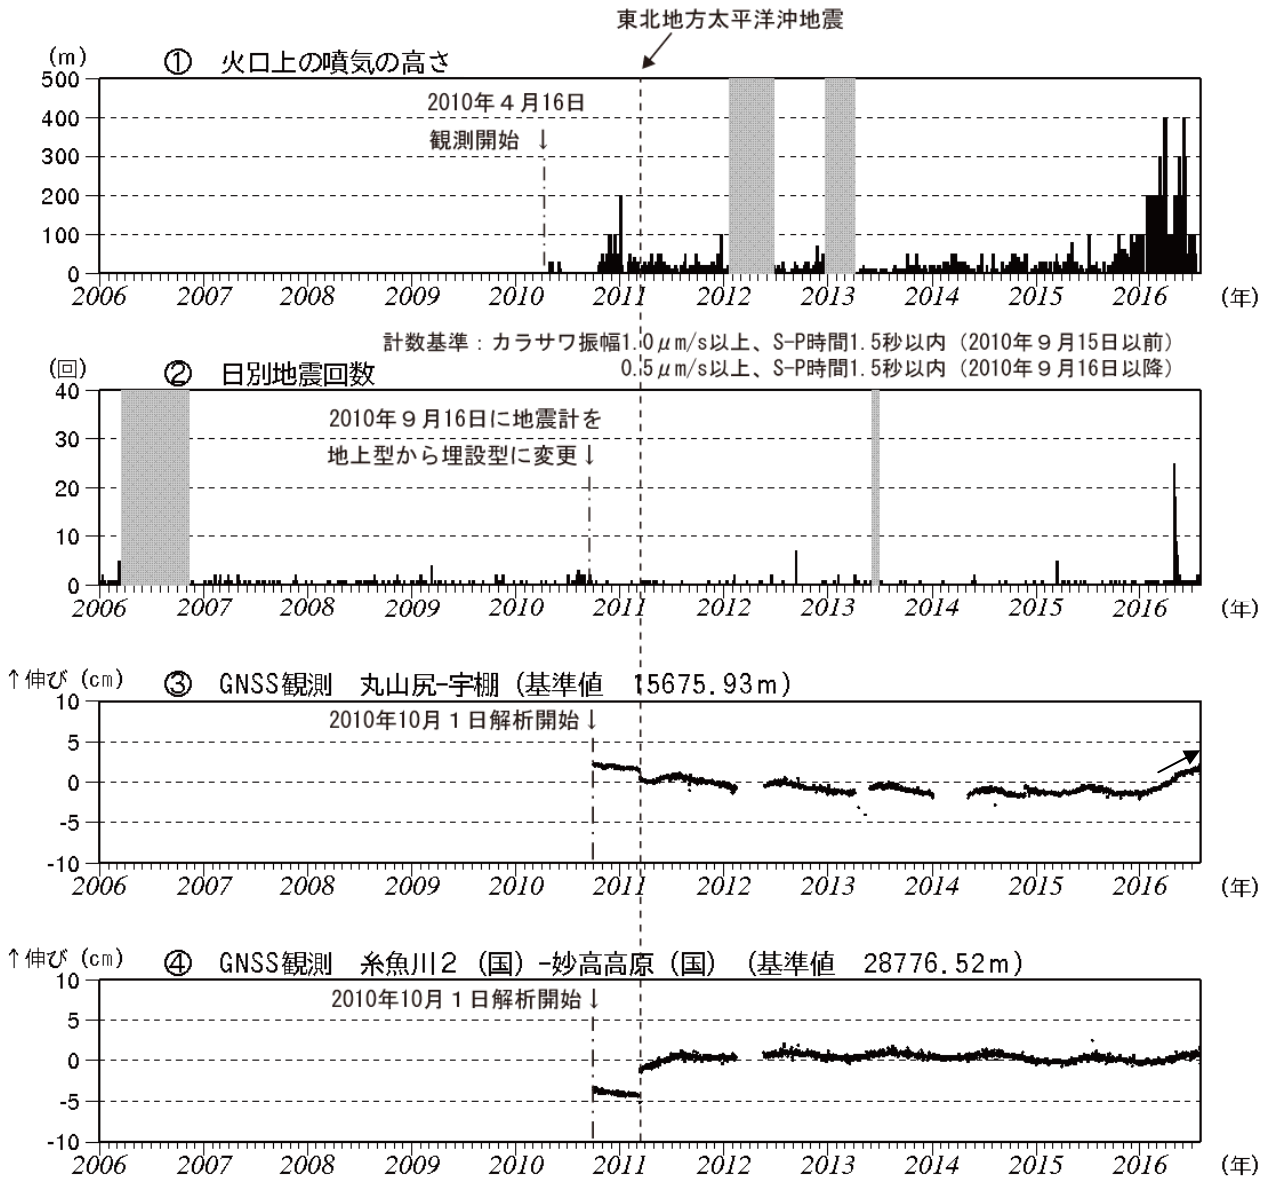 東北地方太平洋沖地震
(m)
① 火口上の噴気の高さ
500
2010年4月16日
400
観測開始 ↓
300
200
100
0
2006 2007 2008 2009 2010 2011 2012 2013 2014 2015 2016 (年)
計数基準：カラサワ振幅1.0μm/s以上、S-P時間1.5秒以内（2010年9月15日以前）
0.5μm/s以上、S-P時間1.5秒以内（2010年9月16日以降）
(回)
② 日別地震回数
40
2010年9月16日に地震計を
30
地上型から埋設型に変更↓
20
10
0
2006 2007 2008 2009 2010 2011 2012 2013 2014 2015 2016 (年)
↑伸び (cm)
③ GNSS観測 丸山尻-宇棚（基準値 15675.93m）
10
2010年10月1日解析開始↓
5
0
-5
-10
2006 2007 2008 2009 2010 2011 2012 2013 2014 2015 2016 (年)
↑伸び (cm)
④ GNSS観測 糸魚川2（国）-妙高高原（国）（基準値 28776.52m）
10
2010年10月1日解析開始↓
5
0
-5
-10
2006 2007 2008 2009 2010 2011 2012 2013 2014 2015 2016 (年)